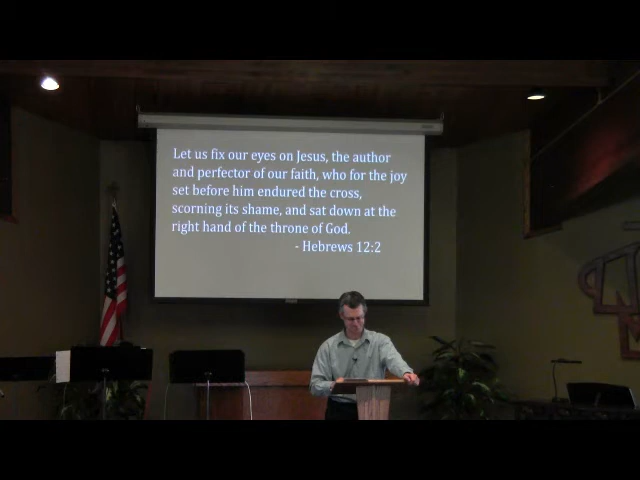 Let us fix our eyes on Jesus, the author
and perfector of our faith, who for the joy
set before him endured the cross,
scorning its shame, and sat down at the
right hand of the throne of God.
- Hebrews 12:2